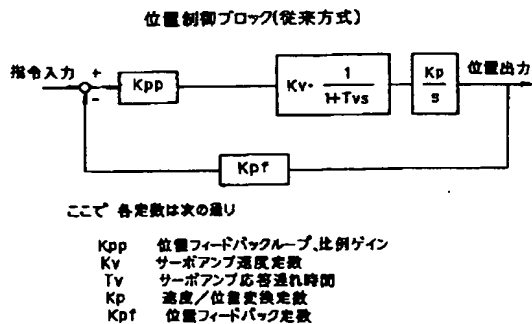 位置制御ブロック(従来方式)
指令入力
+
-
Kpp
Kv・ 1/(1+Tvs)
Kp/s
位置出力
Kpf
ここで 各定数は次の通り
Kpp 位置フィードバックループ、比例ゲイン
Kv サーボアンプ速度定数
Tv サーボアンプ応答遅れ時間
Kp 速度/位置変換定数
Kpf 位置フィードバック定数